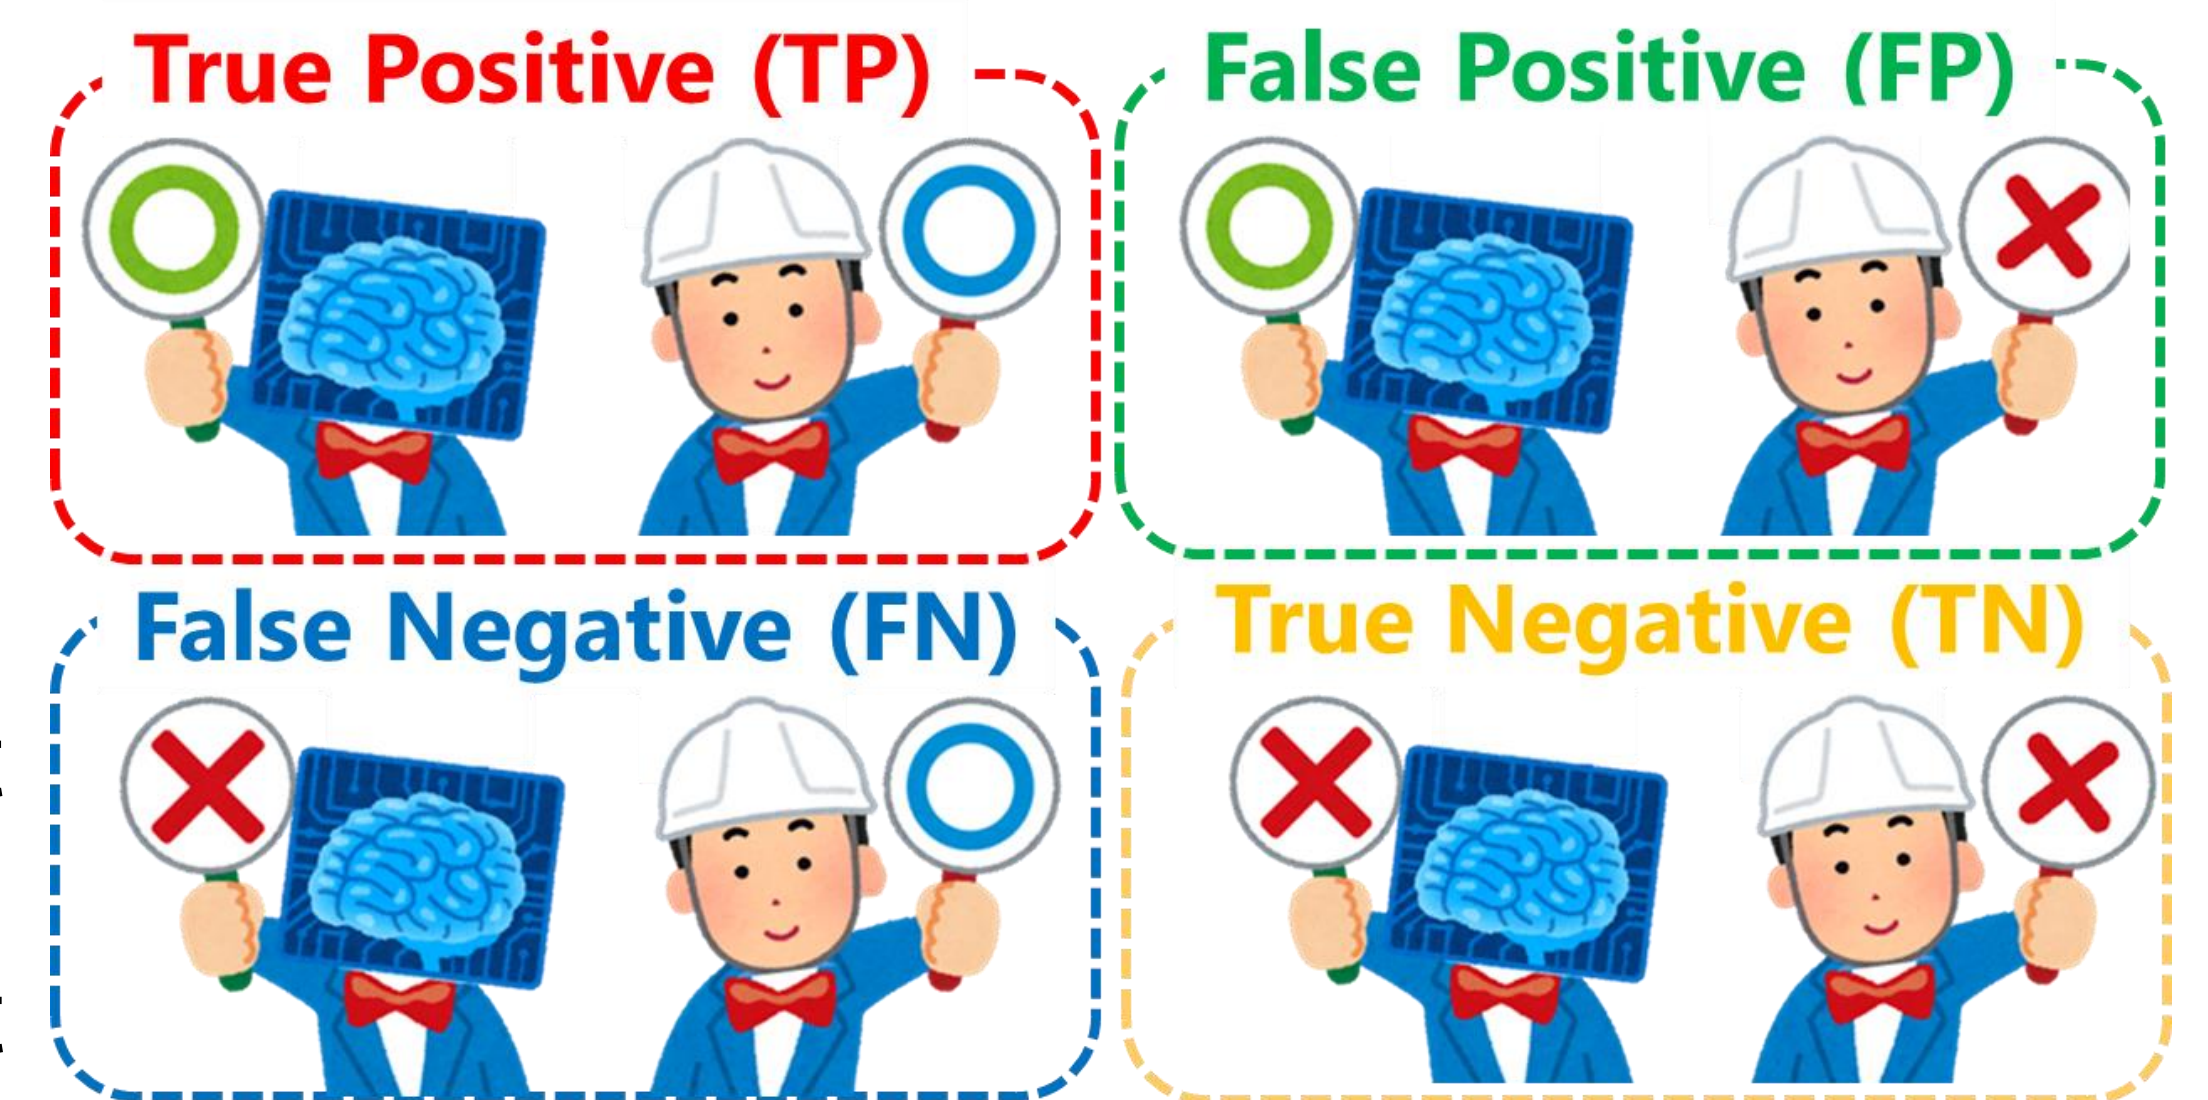 True Positive (TP)
False Positive (FP)
False Negative (FN)
True Negative (TN)